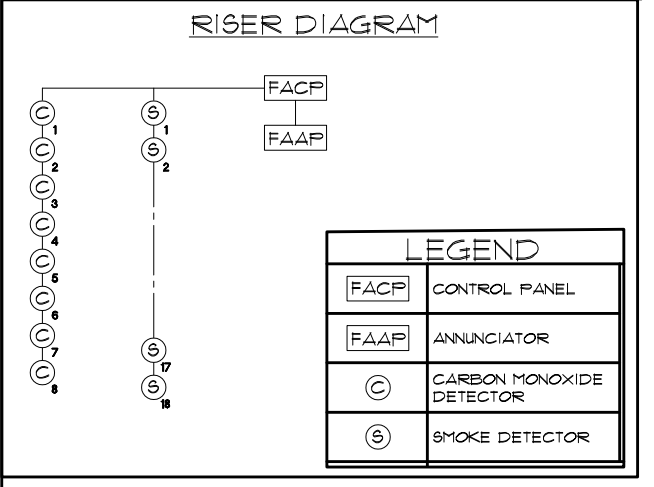 RISER DIAGRAM
FACP
FAAP
C 1
C 2
C 3
C 4
C 5
C 6
C 7
C 8
S 1
S 2
S 17
S 18
LEGEND
FACP CONTROL PANEL
FAAP ANNUNCIATOR
C CARBON MONOXIDE
DETECTOR
S SMOKE DETECTOR